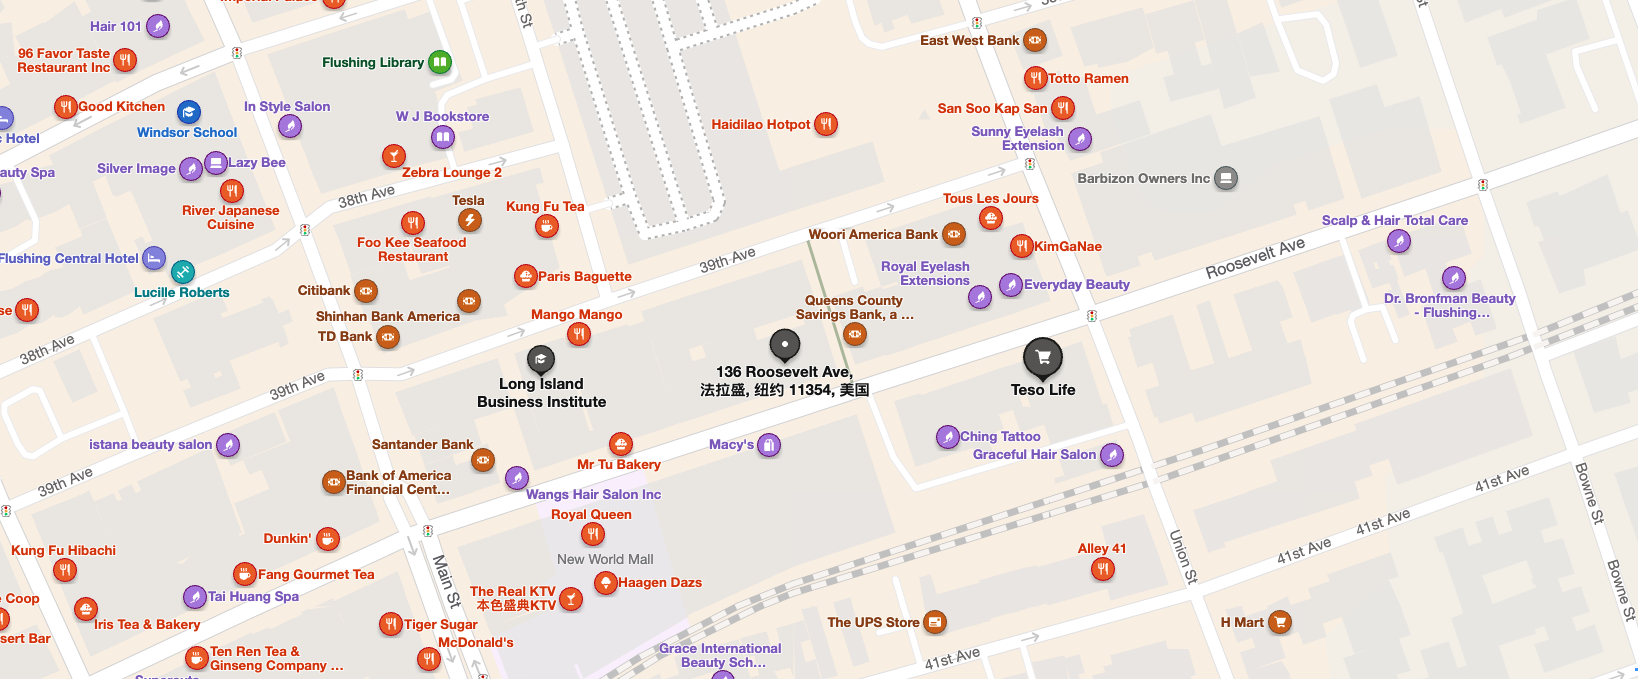 Hair 101
96 Favor Taste
Restaurant Inc
Flushing Library
East West Bank
Totto Ramen
Good Kitchen
In Style Salon
San Soo Kap San
W J Bookstore
Haidilao Hotpot
Windsor School
Sunny Eyelash
Extension
Hotel
Silver Image
Lazy Bee
auty Spa
Zebra Lounge 2
Barbizon Owners Inc
38th Ave
Tesla
Kung Fu Tea
Tous Les Jours
River Japanese
Cuisine
Scalp & Hair Total Care
Woori America Bank
Foo Kee Seafood
Restaurant
KimGaNae
Roosevelt Ave
Flushing Central Hotel
39th Ave
Royal Eyelash
Extensions
Paris Baguette
Everyday Beauty
Lucille Roberts
Citibank
Dr. Bronfman Beauty
- Flushing...
Queens County
Savings Bank, a ...
se
Shinhan Bank America
Mango Mango
TD Bank
38th Ave
136 Roosevelt Ave,
法拉盛, 纽约 11354, 美国
Long Island
Business Institute
39th Ave
Teso Life
istana beauty salon
Santander Bank
Macy's
Ching Tattoo
Graceful Hair Salon
Mr Tu Bakery
39th Ave
Bank of America
Financial Cent...
41st Ave
Bowne St
Wangs Hair Salon Inc
Royal Queen
41st Ave
Dunkin'
Kung Fu Hibachi
New World Mall
Alley 41
41st Ave
Union St
Fang Gourmet Tea
Main St
Haagen Dazs
The Real KTV
本色盛典KTV
Bowne St
Coop
Tai Huang Spa
Iris Tea & Bakery
Tiger Sugar
The UPS Store
H Mart
sert Bar
McDonald's
Ten Ren Tea &
Ginseng Company ...
Grace International
Beauty Sch...
41st Ave